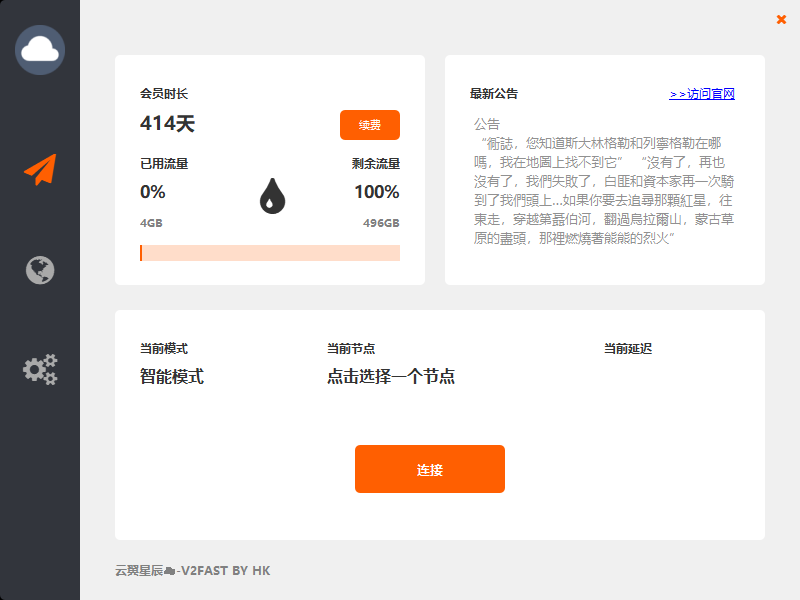 会员时长
414天
续费
已用流量
剩余流量
0%
100%
4GB
496GB
最新公告
>>访问官网
公告
“衕誌，您知道斯大林格勒和列寧格勒在哪
嗎，我在地圖上找不到它” “沒有了，再也
沒有了，我們失敗了，白匪和資本家再一次騎
到了我們頭上...如果你要去追尋那顆紅星，往
東走，穿越第聶伯河，翻過烏拉爾山，蒙古草
原的盡頭，那裡燃燒著熊熊的烈火”
当前模式
当前节点
当前延迟
智能模式
点击选择一个节点
连接
云翼星辰☁-V2FAST BY HK